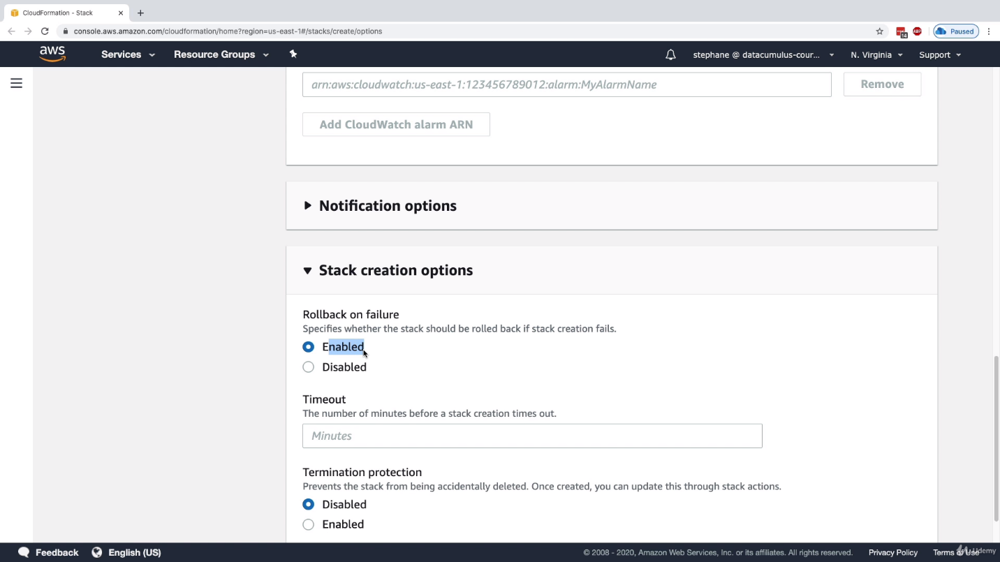 CloudFormation - Stack
console.aws.amazon.com/cloudformation/home?region=us-east-1#/stacks/create/options
14
ABP
Paused
aws
Services
Resource Groups
stephane @ datacumulus-cour...
N. Virginia
Support
arn:aws:cloudwatch:us-east-1:123456789012:alarm:MyAlarmName
Remove
Add CloudWatch alarm ARN
Notification options
Stack creation options
Rollback on failure
Specifies whether the stack should be rolled back if stack creation fails.
Enabled
Disabled
Timeout
The number of minutes before a stack creation times out.
Minutes
Termination protection
Prevents the stack from being accidentally deleted. Once created, you can update this through stack actions.
Disabled
Enabled
Feedback
English (US)
© 2008 - 2020, Amazon Web Services, Inc. or its affiliates. All rights reserved.
Privacy Policy
Terms of Use
Udemy